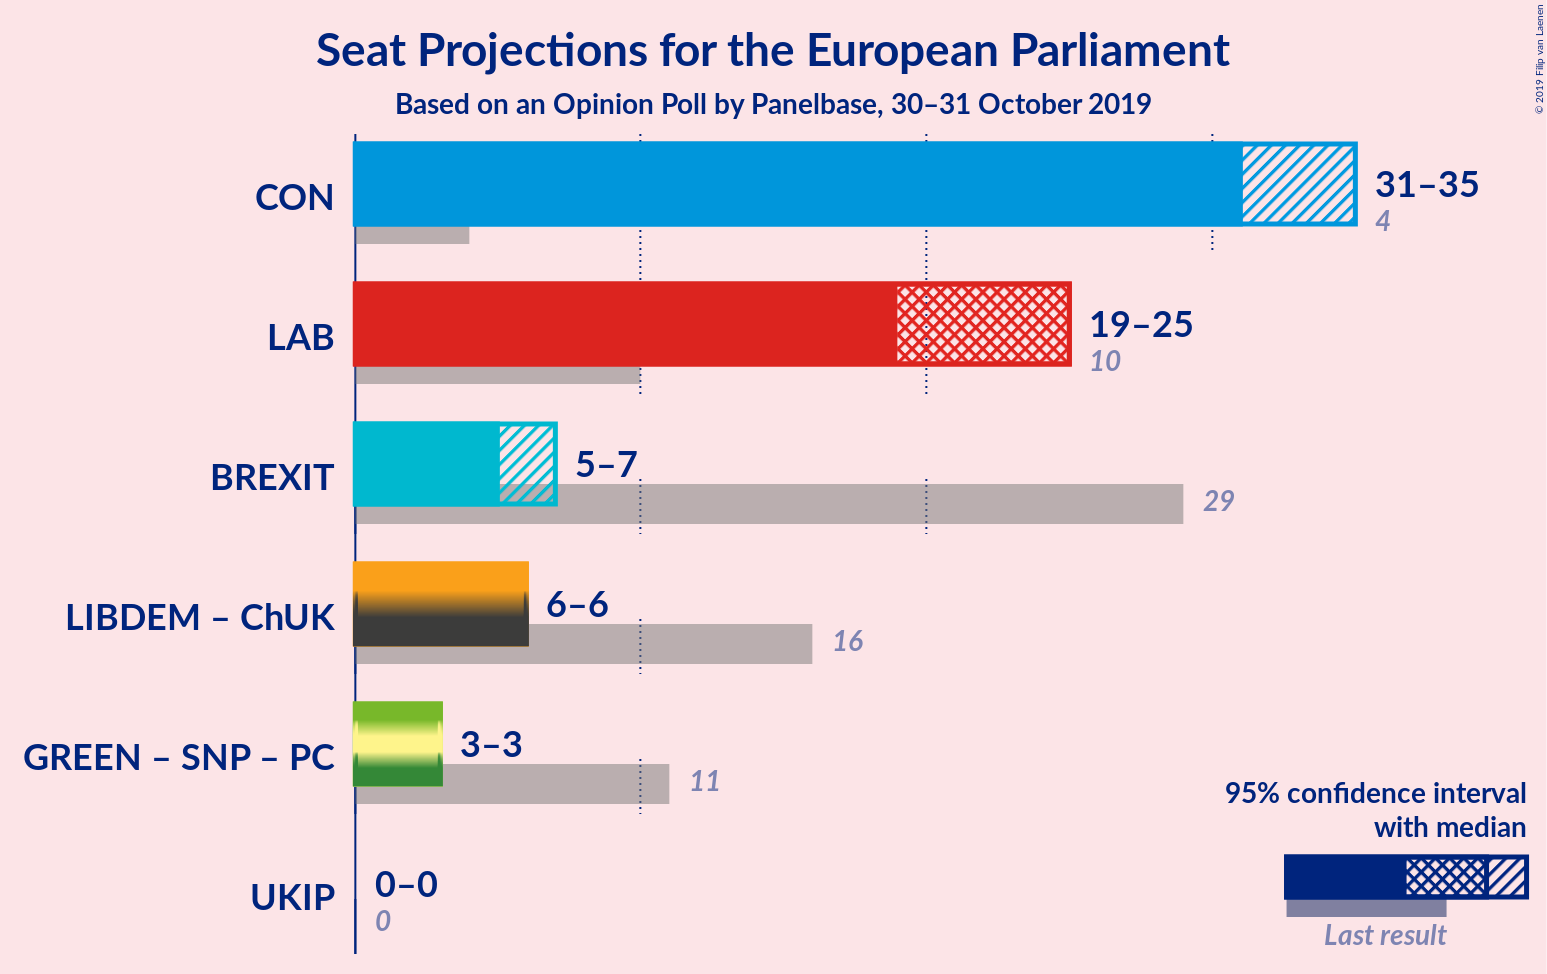 Seat Projections for the European Parliament
Based on an Opinion Poll by Panelbase, 30–31 October 2019
© 2019 Filip van Laenen
CON
31–35
4
LAB
19–25
10
BREXIT
5–7
29
LIBDEM – ChUK
6–6
16
GREEN – SNP – PC
3–3
11
UKIP
0–0
0
95% confidence interval
with median
Last result